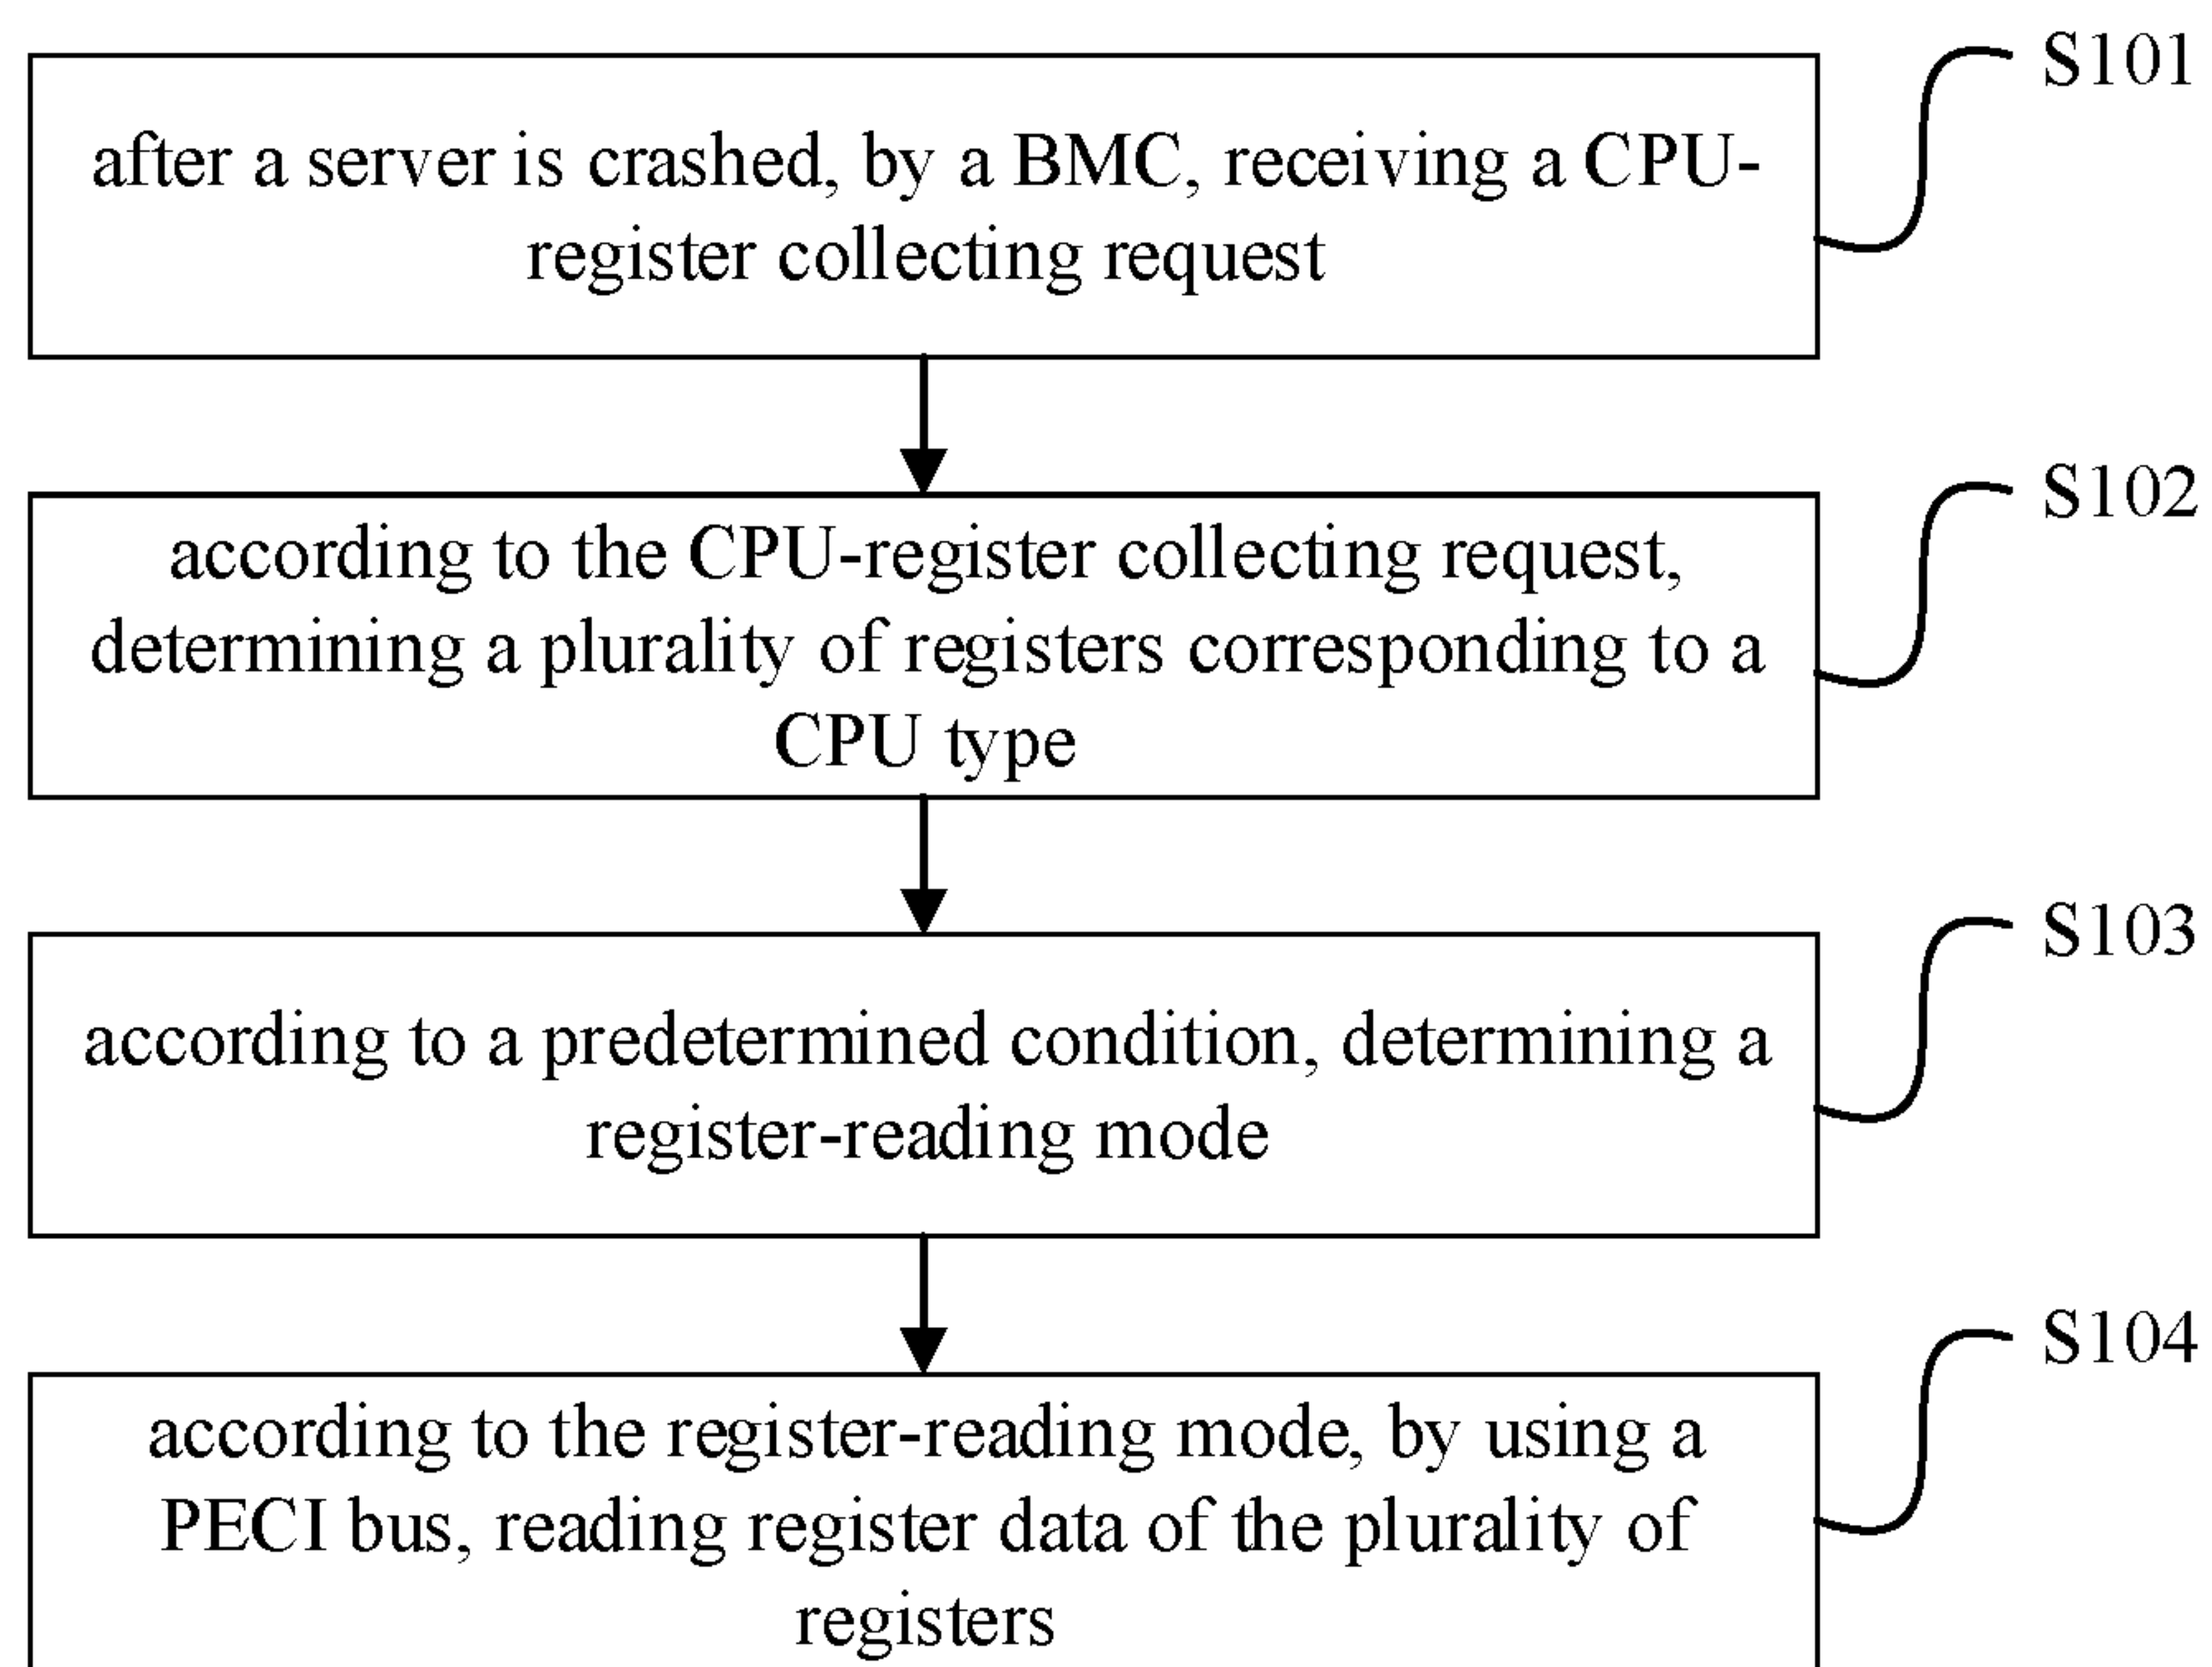 S101
after a server is crashed, by a BMC, receiving a CPU-
register collecting request
S102
according to the CPU-register collecting request,
determining a plurality of registers corresponding to a
CPU type
S103
according to a predetermined condition, determining a
register-reading mode
S104
according to the register-reading mode, by using a
PECI bus, reading register data of the plurality of
registers